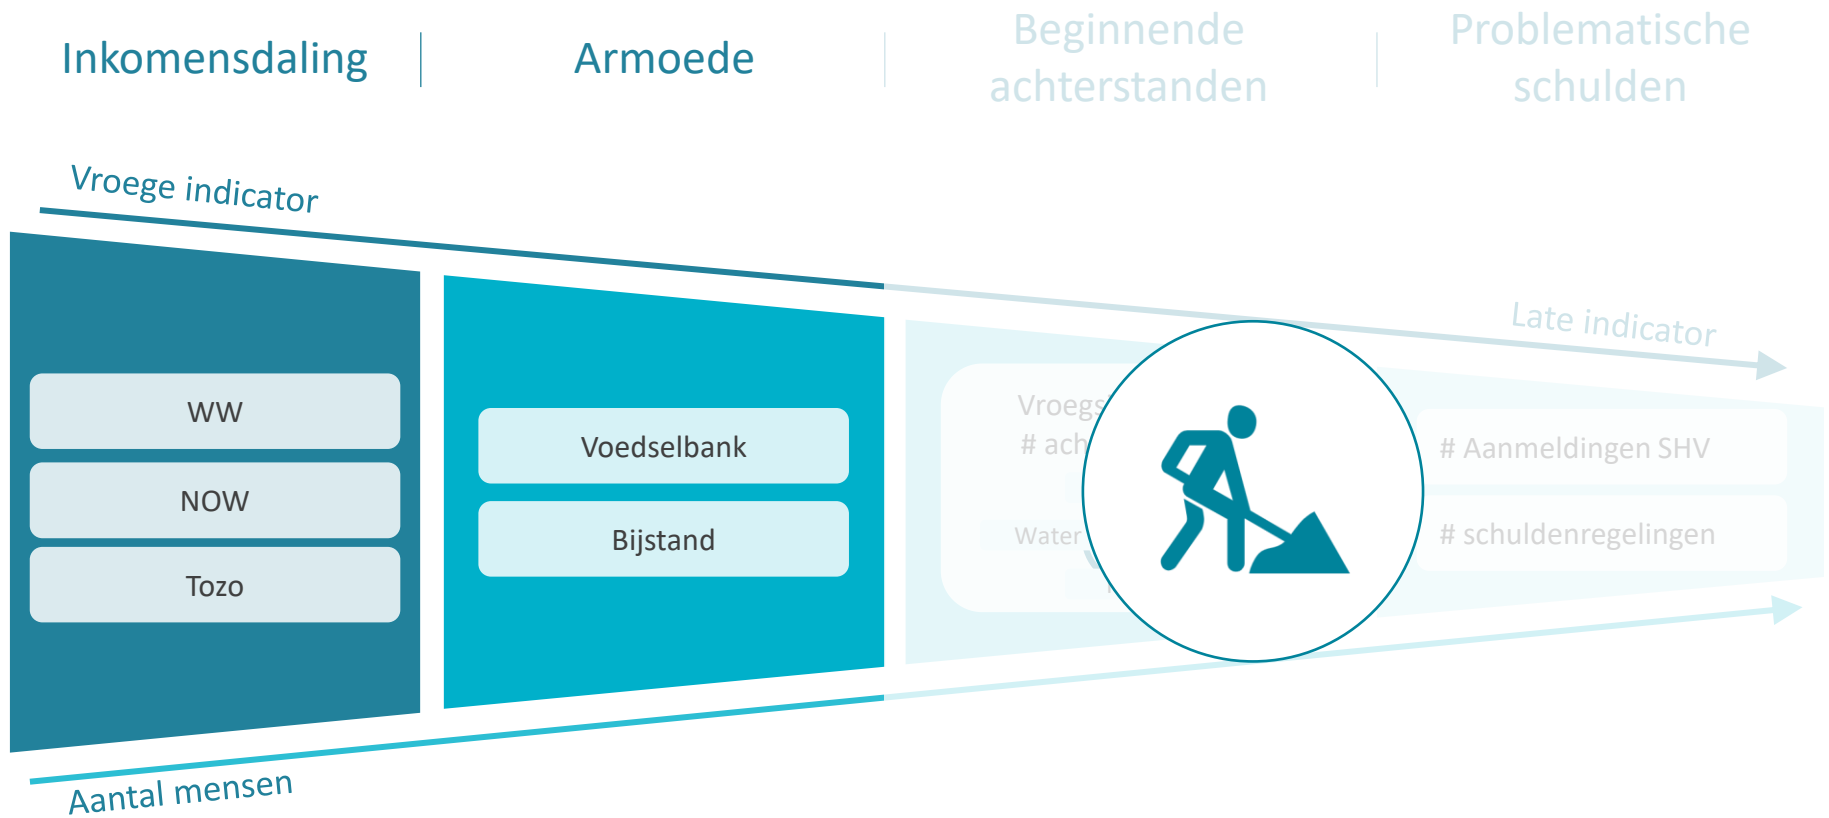 Inkomensdaling
Armoede
Beginnende
achterstanden
Problematische
schulden
Vroege indicator
Late indicator
WW
NOW
Tozo
Voedselbank
Bijstand
#
Water
# Aanmeldingen SHV
# schuldenregelingen
Aantal mensen